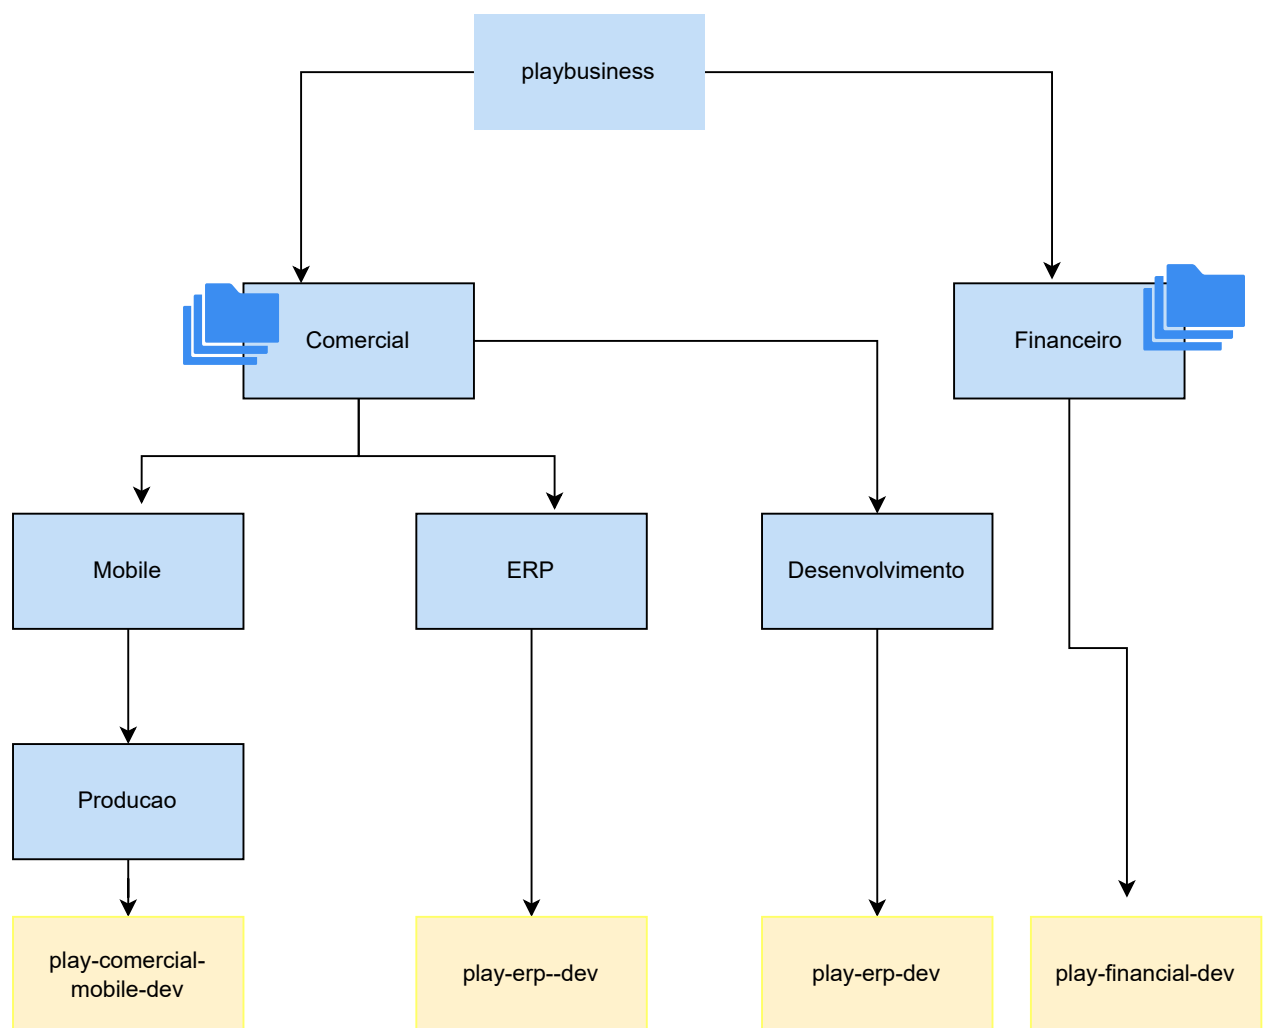 playbusiness
Comercial
Financeiro
Mobile
ERP
Desenvolvimento
Producao
play-comercial-
mobile-dev
play-erp--dev
play-erp-dev
play-financial-dev